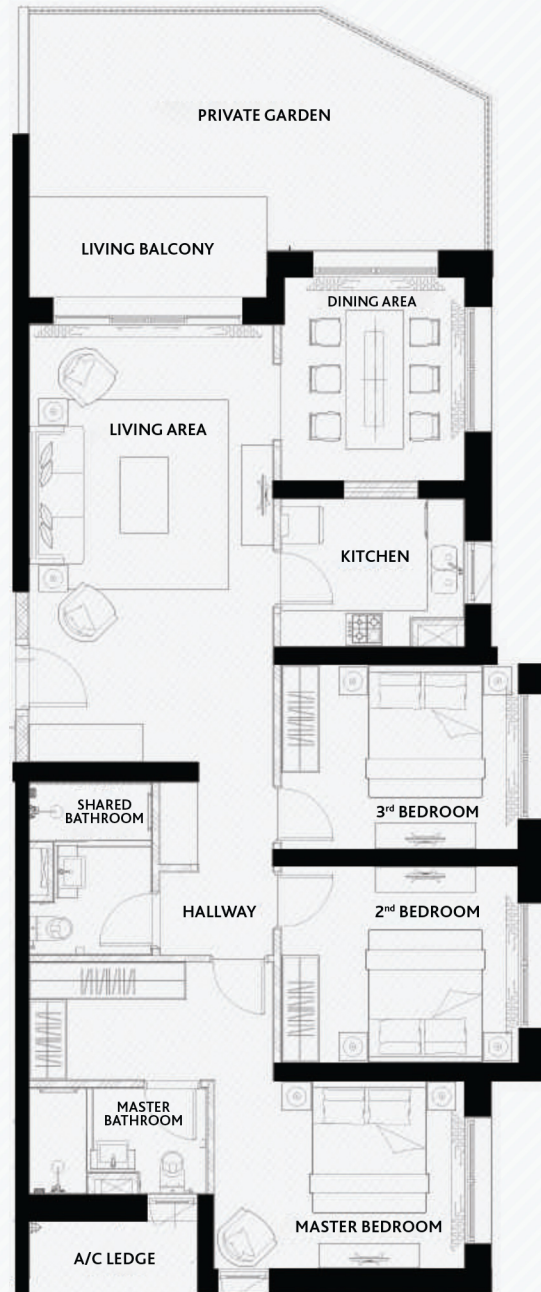 PRIVATE GARDEN
LIVING BALCONY
DINING AREA
LIVING AREA
KITCHEN
3rd BEDROOM
SHARED
BATHROOM
HALLWAY
2nd BEDROOM
MASTER
BATHROOM
MASTER BEDROOM
A/C LEDGE